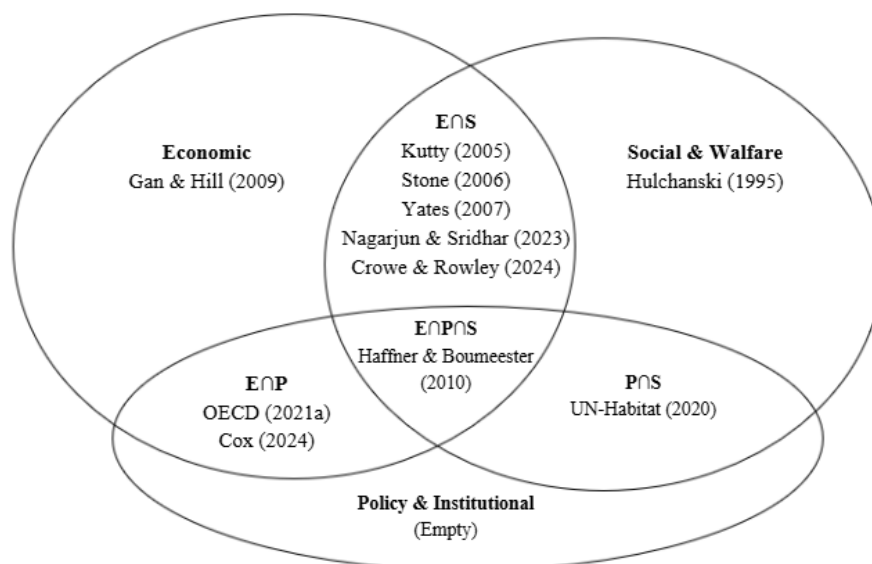 Economic
Gan & Hill (2009)
E∩S
Kutty (2005)
Stone (2006)
Yates (2007)
Nagarjun & Sridhar (2023)
Crowe & Rowley (2024)
Social & Walfare
Hulchanski (1995)
E∩P∩S
Haffner & Boumeester
(2010)
E∩P
OECD (2021a)
Cox (2024)
P∩S
UN-Habitat (2020)
Policy & Institutional
(Empty)